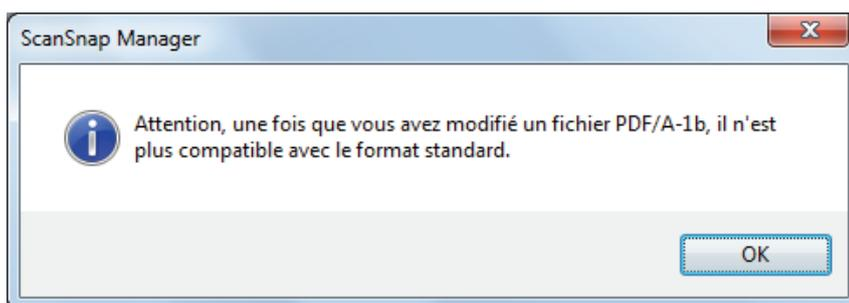 ScanSnap Manager
Attention, une fois que vous avez modifié un fichier PDF/A-1b, il n'est
plus compatible avec le format standard.
OK